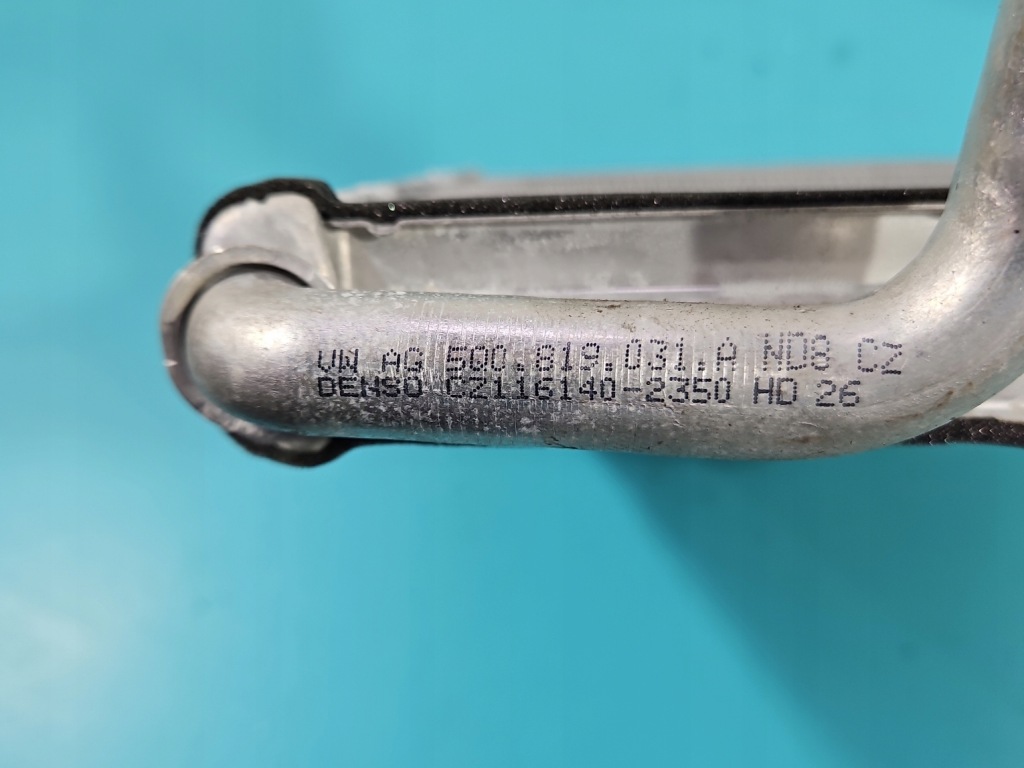 VW AG 5Q0.819.031.A ND8 CZ
DENSO CZ116140-2350 HD 26